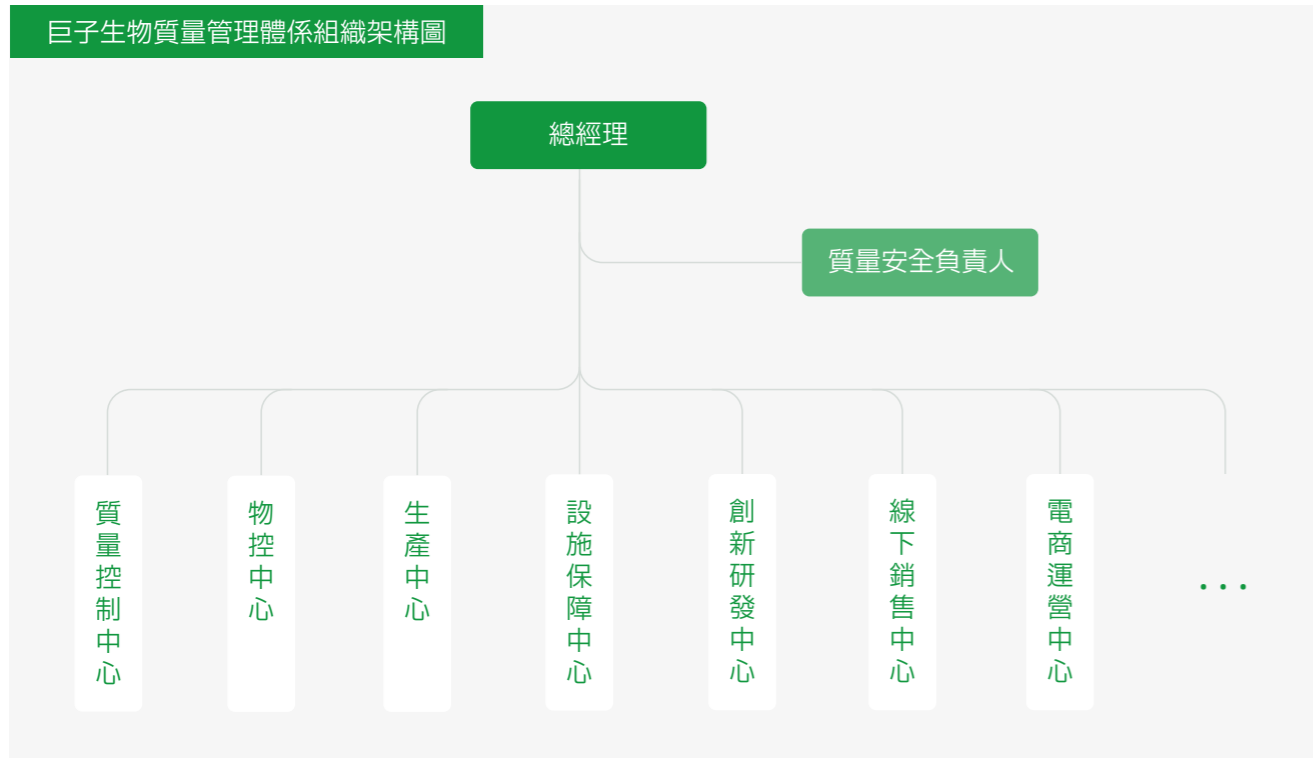 巨子生物質量管理體係組織架構圖
總經理
質量安全負責人
質量控制中心
物控中心
生產中心
設施保障中心
創新研發中心
線下銷售中心
電商運營中心
...